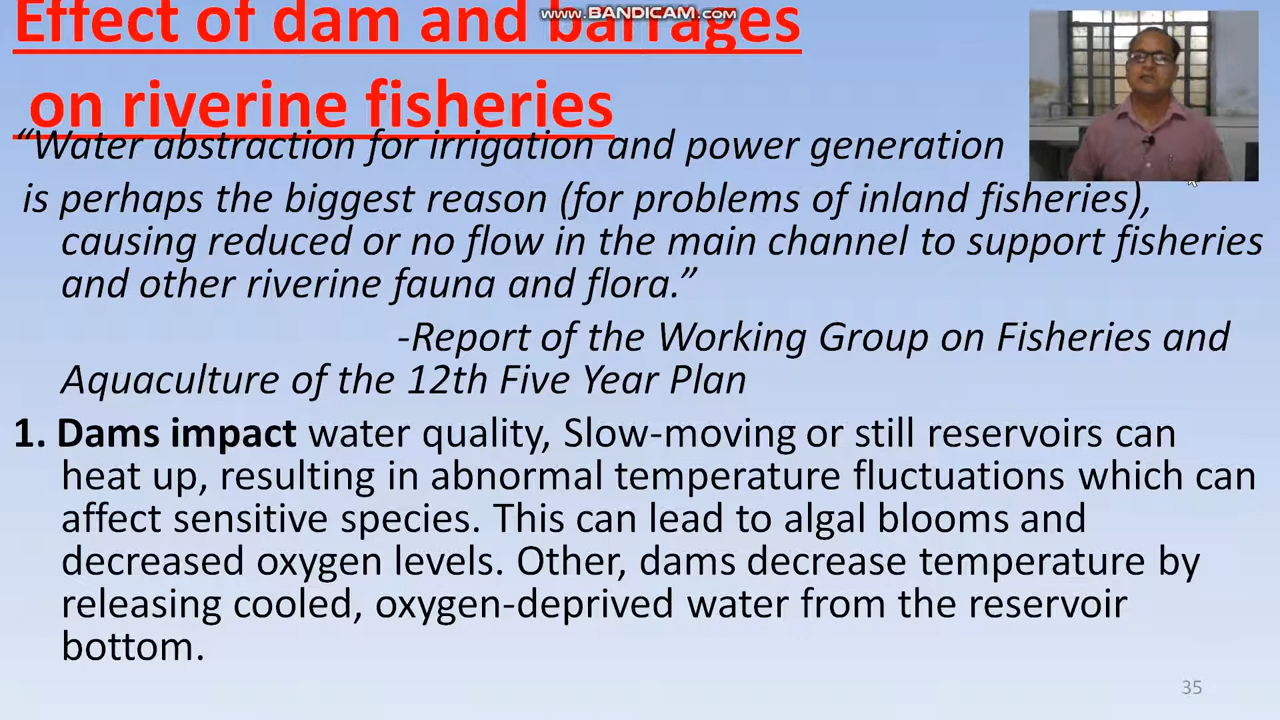 www.BANDICAM.com
Effect of dam and barrages
on riverine fisheries
“Water abstraction for irrigation and power generation
is perhaps the biggest reason (for problems of inland fisheries),
causing reduced or no flow in the main channel to support fisheries
and other riverine fauna and flora.”
-Report of the Working Group on Fisheries and
Aquaculture of the 12th Five Year Plan
1. Dams impact water quality, Slow-moving or still reservoirs can
heat up, resulting in abnormal temperature fluctuations which can
affect sensitive species. This can lead to algal blooms and
decreased oxygen levels. Other, dams decrease temperature by
releasing cooled, oxygen-deprived water from the reservoir
bottom.
35